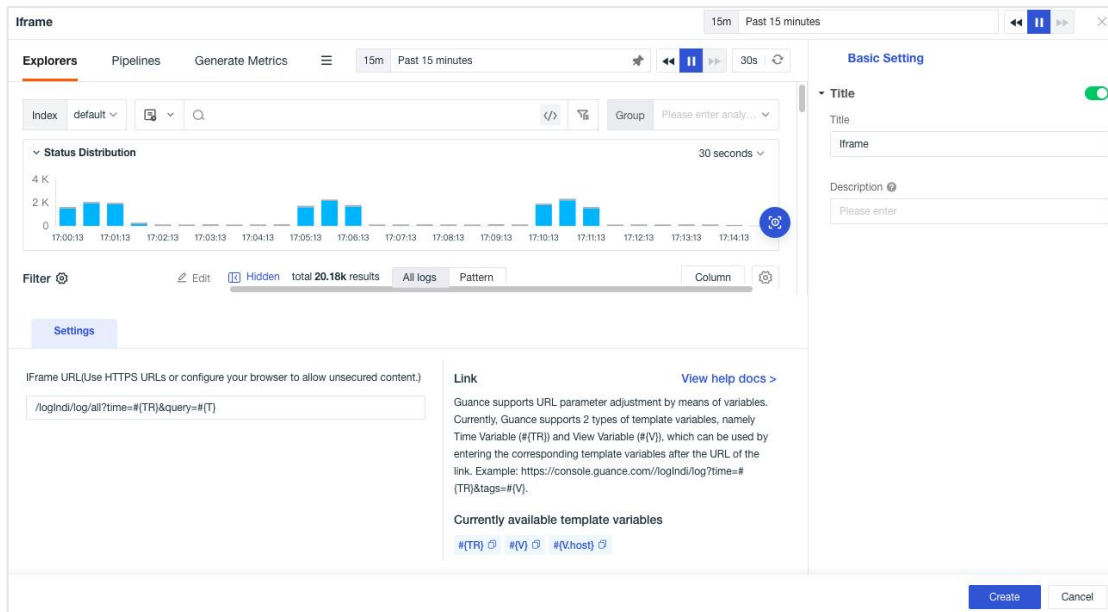 Iframe
15m Past 15 minutes
Explorers Pipelines Generate Metrics 15m Past 15 minutes 30s
Basic Setting
Title
Title
Iframe
Description
Please enter
Index default </> Group Please enter analy...
Status Distribution 30 seconds
4 K
2 K
0
17:00:13 17:01:13 17:02:13 17:03:13 17:04:13 17:05:13 17:06:13 17:07:13 17:08:13 17:09:13 17:10:13 17:11:13 17:12:13 17:13:13 17:14:13
Filter Edit Hidden total 20.18k results All logs Pattern Column
Settings
IFrame URL(Use HTTPS URLs or configure your browser to allow unsecured content.)
/logIndi/log/all?time=#{TR}&query=#{T}
Link View help docs >
Guance supports URL parameter adjustment by means of variables.
Currently, Guance supports 2 types of template variables, namely
Time Variable (#{TR}) and View Variable (#{V}), which can be used by
entering the corresponding template variables after the URL of the
link. Example: https://console.guance.com//logIndi/log?time=#
{TR}&tags=#{V}.
Currently available template variables
#{TR} #{V} #{V.host}
Create Cancel